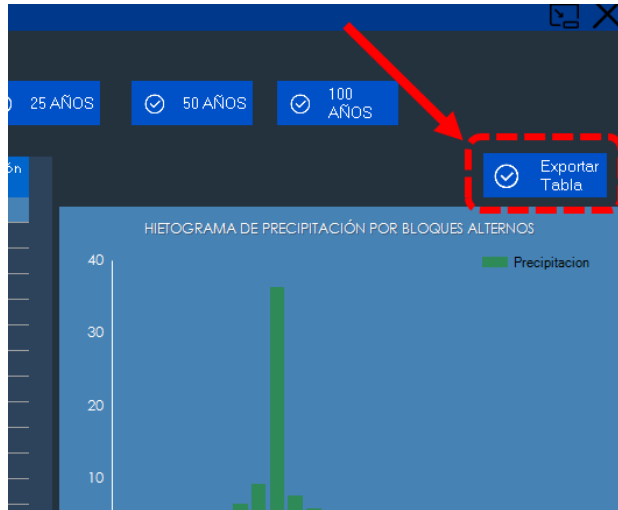 25 AÑOS
50 AÑOS
100
AÑOS
ón
Exportar
Tabla
HIETOGRAMA DE PRECIPITACIÓN POR BLOQUES ALTERNOS
40
Precipitacion
30
20
10